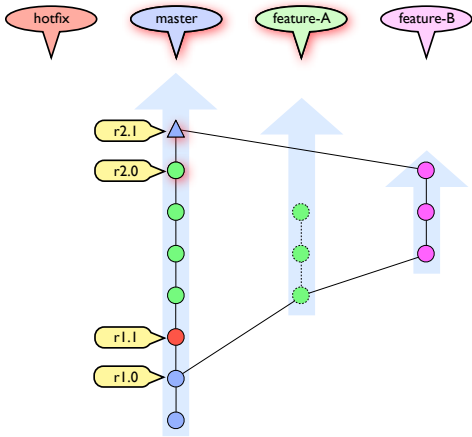 hotfix
master
feature-A
feature-B
r2.1
r2.0
r1.1
r1.0